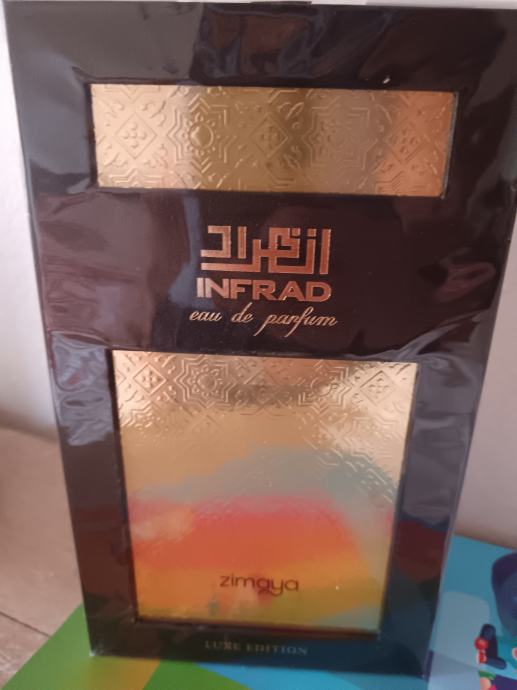 انفراد
INFRAD
eau de parfum
zimaya
LUXE EDITION